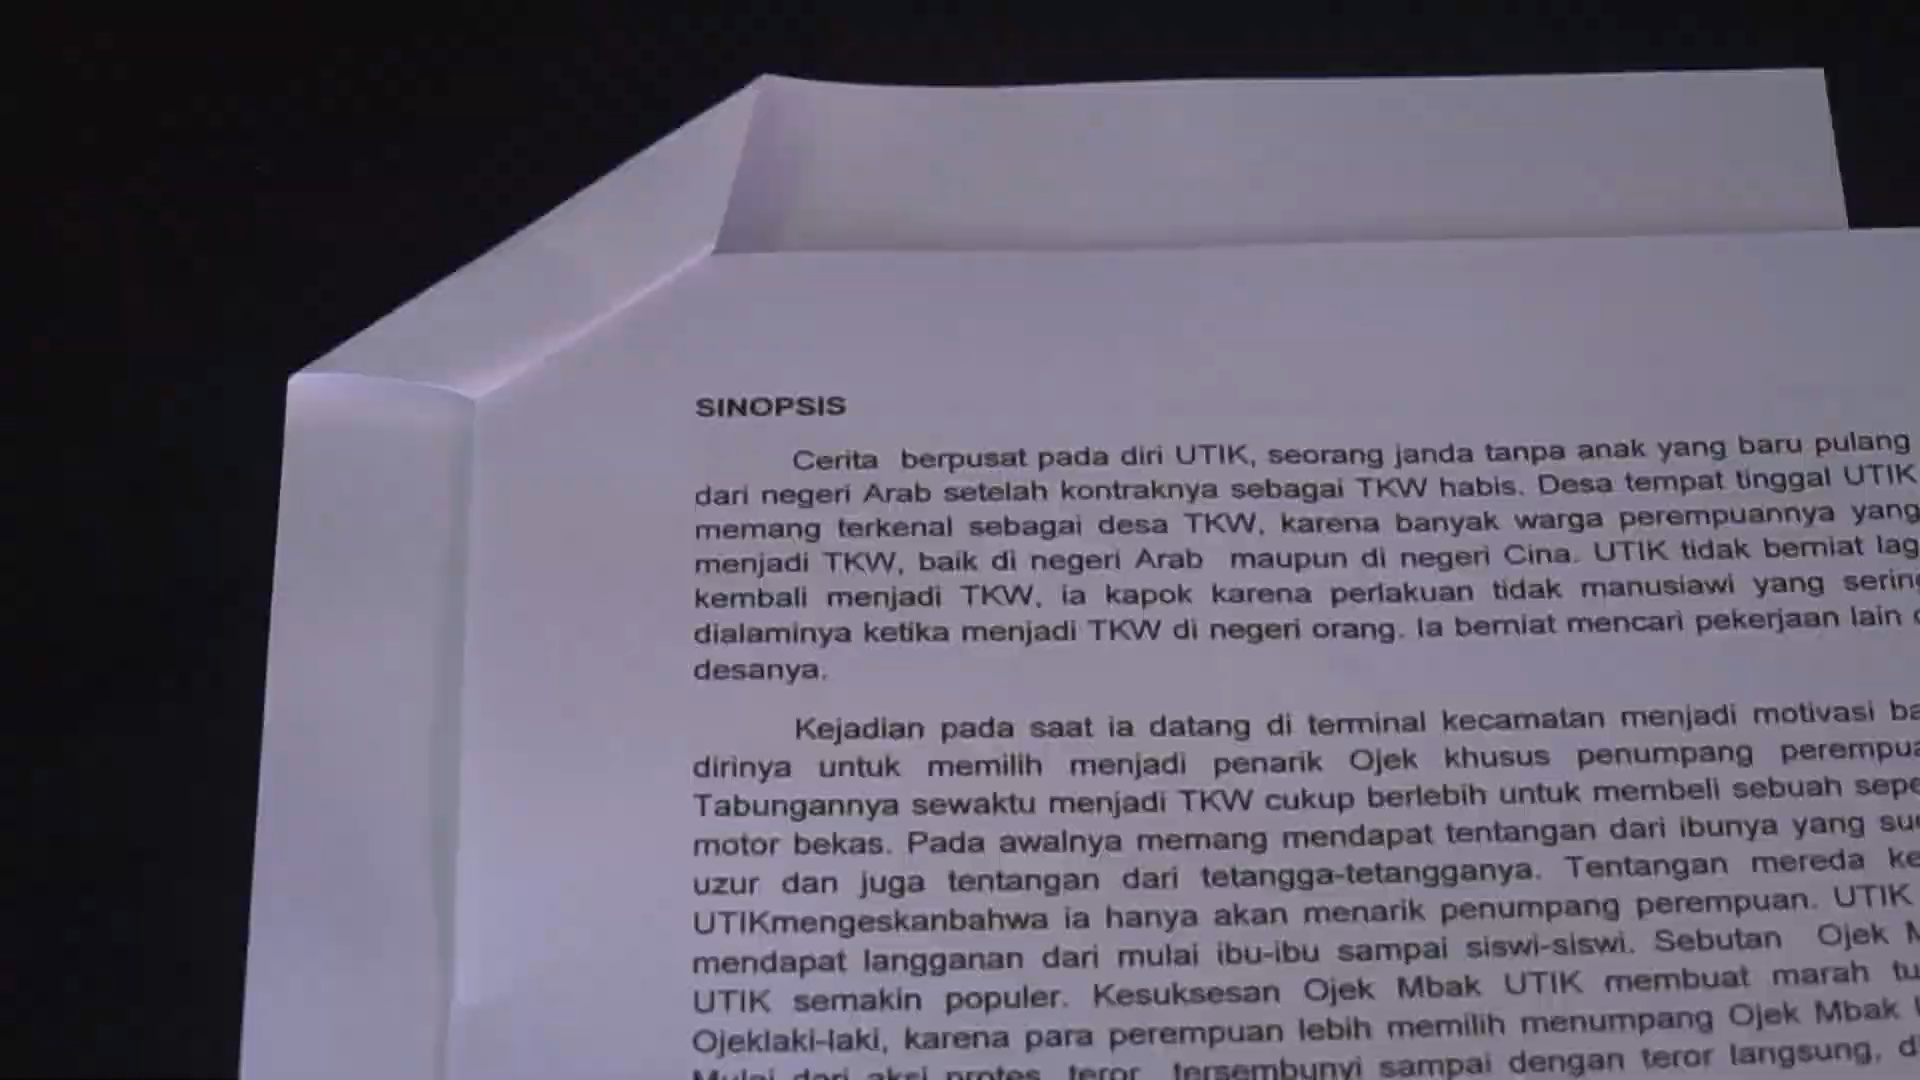 SINOPSIS
Cerita berpusat pada diri UTIK, seorang janda tanpa anak yang baru pulang
dari negeri Arab setelah kontraknya sebagai TKW habis. Desa tempat tinggal UTIK
memang terkenal sebagai desa TKW, karena banyak warga perempuannya yang
menjadi TKW, baik di negeri Arab maupun di negeri Cina. UTIK tidak berniat
kembali menjadi TKW, ia kapok karena perlakuan tidak manusiawi yang
dialaminya ketika menjadi TKW di negeri orang. Ia berniat mencari pekerjaan lain
desanya.
Kejadian pada saat ia datang di terminal kecamatan menjadi motivasi
dirinya untuk memilih menjadi penarik Ojek khusus penumpang
Tabungannya sewaktu menjadi TKW cukup berlebih untuk membeli sebuah
motor bekas. Pada awalnya memang mendapat tentangan dari ibunya yang
uzur dan juga tentangan dari tetangga-tetangganya. Tentangan mereda
UTIKmengeskanbahwa ia hanya akan menarik penumpang perempuan. UTIK
mendapat langganan dari mulai ibu-ibu sampai siswi-siswi. Sebutan Ojek
UTIK semakin populer. Kesuksesan Ojek Mbak UTIK membuat marah
Ojeklaki-laki, karena para perempuan lebih memilih menumpang Ojek Mbak
Mulai dari aksi protes, teror tersembunyi sampai dengan teror langsung,